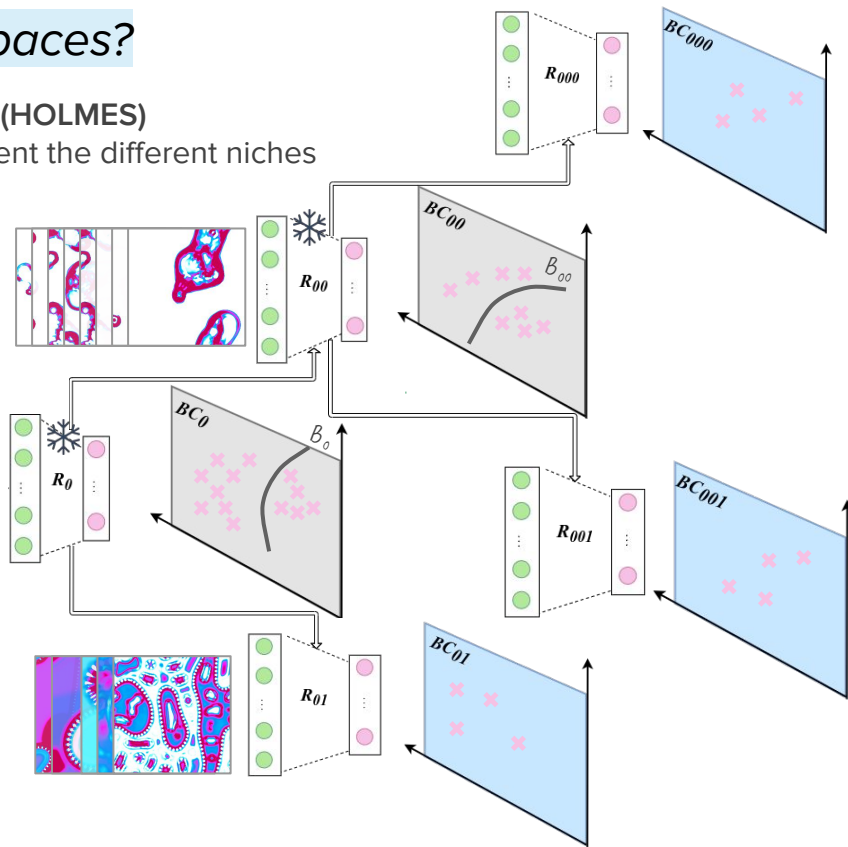 paces?
(HOLMES)
ent the different niches
R000
BC000
R00
BC00
B00
R0
BC0
B0
R001
BC001
R01
BC01